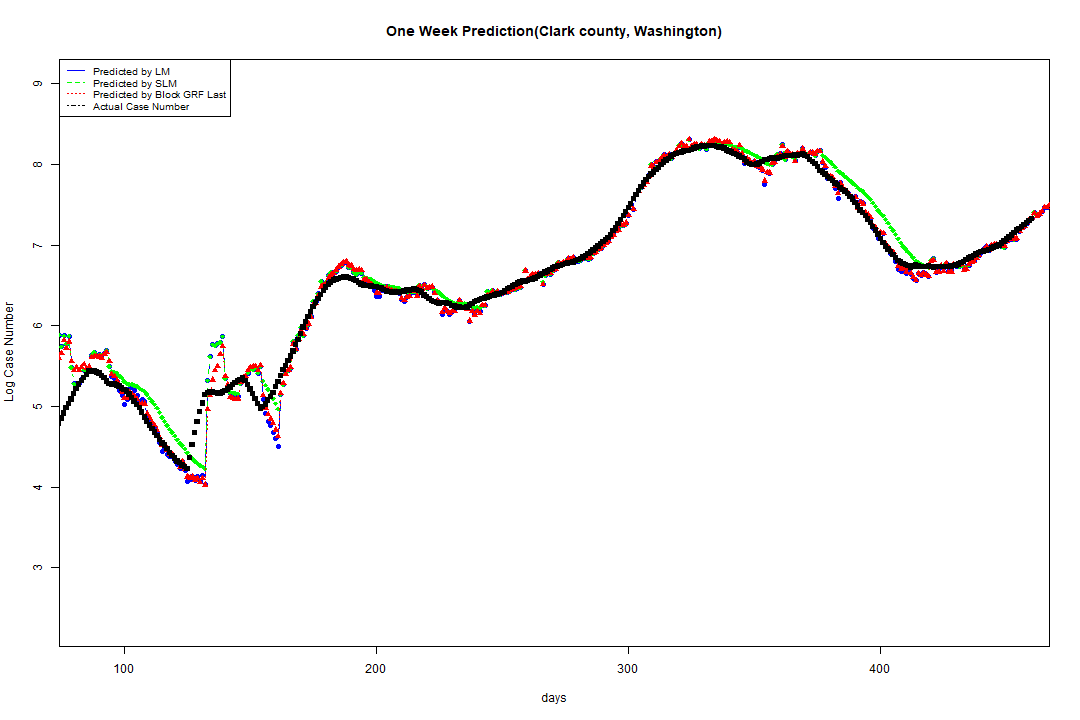 One Week Prediction(Clark county, Washington)
Predicted by LM
Predicted by SLM
Predicted by Block GRF Last
Actual Case Number
9
8
7
6
5
4
3
Log Case Number
100 200 300 400
days